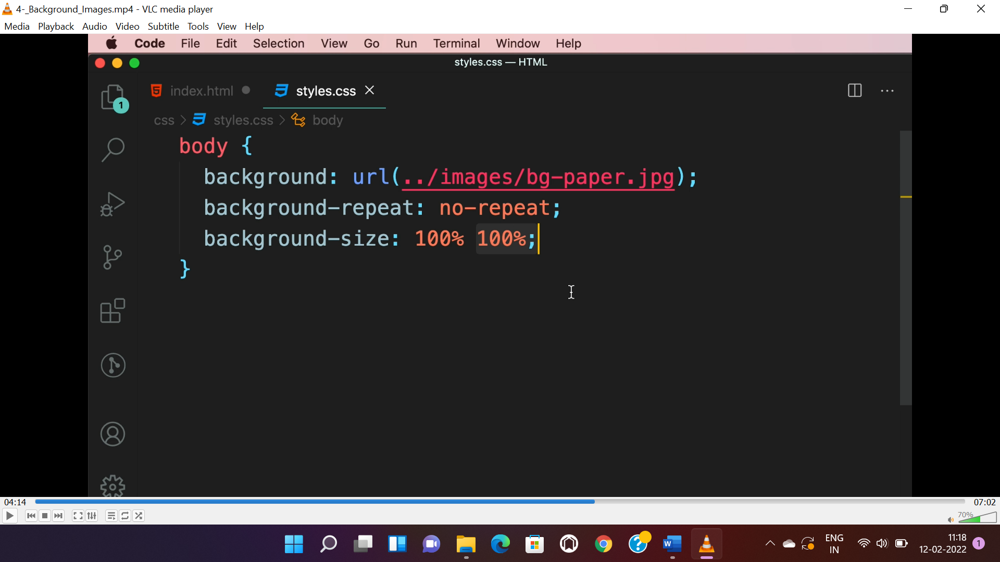 4-_Background_Images.mp4 - VLC media player
Media Playback Audio Video Subtitle Tools View Help
Code File Edit Selection View Go Run Terminal Window Help
styles.css — HTML
index.html styles.css
1
css > styles.css > body
body {
background: url(../images/bg-paper.jpg);
background-repeat: no-repeat;
background-size: 100% 100%;
}
04:14 07:02
70%
ENG
IN
11:18
12-02-2022
1